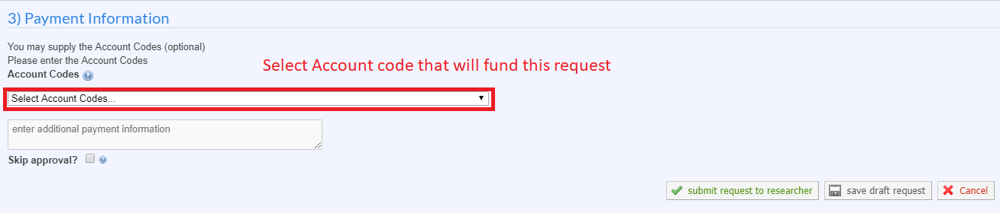 3) Payment Information
You may supply the Account Codes (optional)
Please enter the Account Codes
Select Account code that will fund this request
Account Codes ?
Select Account Codes...
enter additional payment information
Skip approval? ?
submit request to researcher
save draft request
Cancel